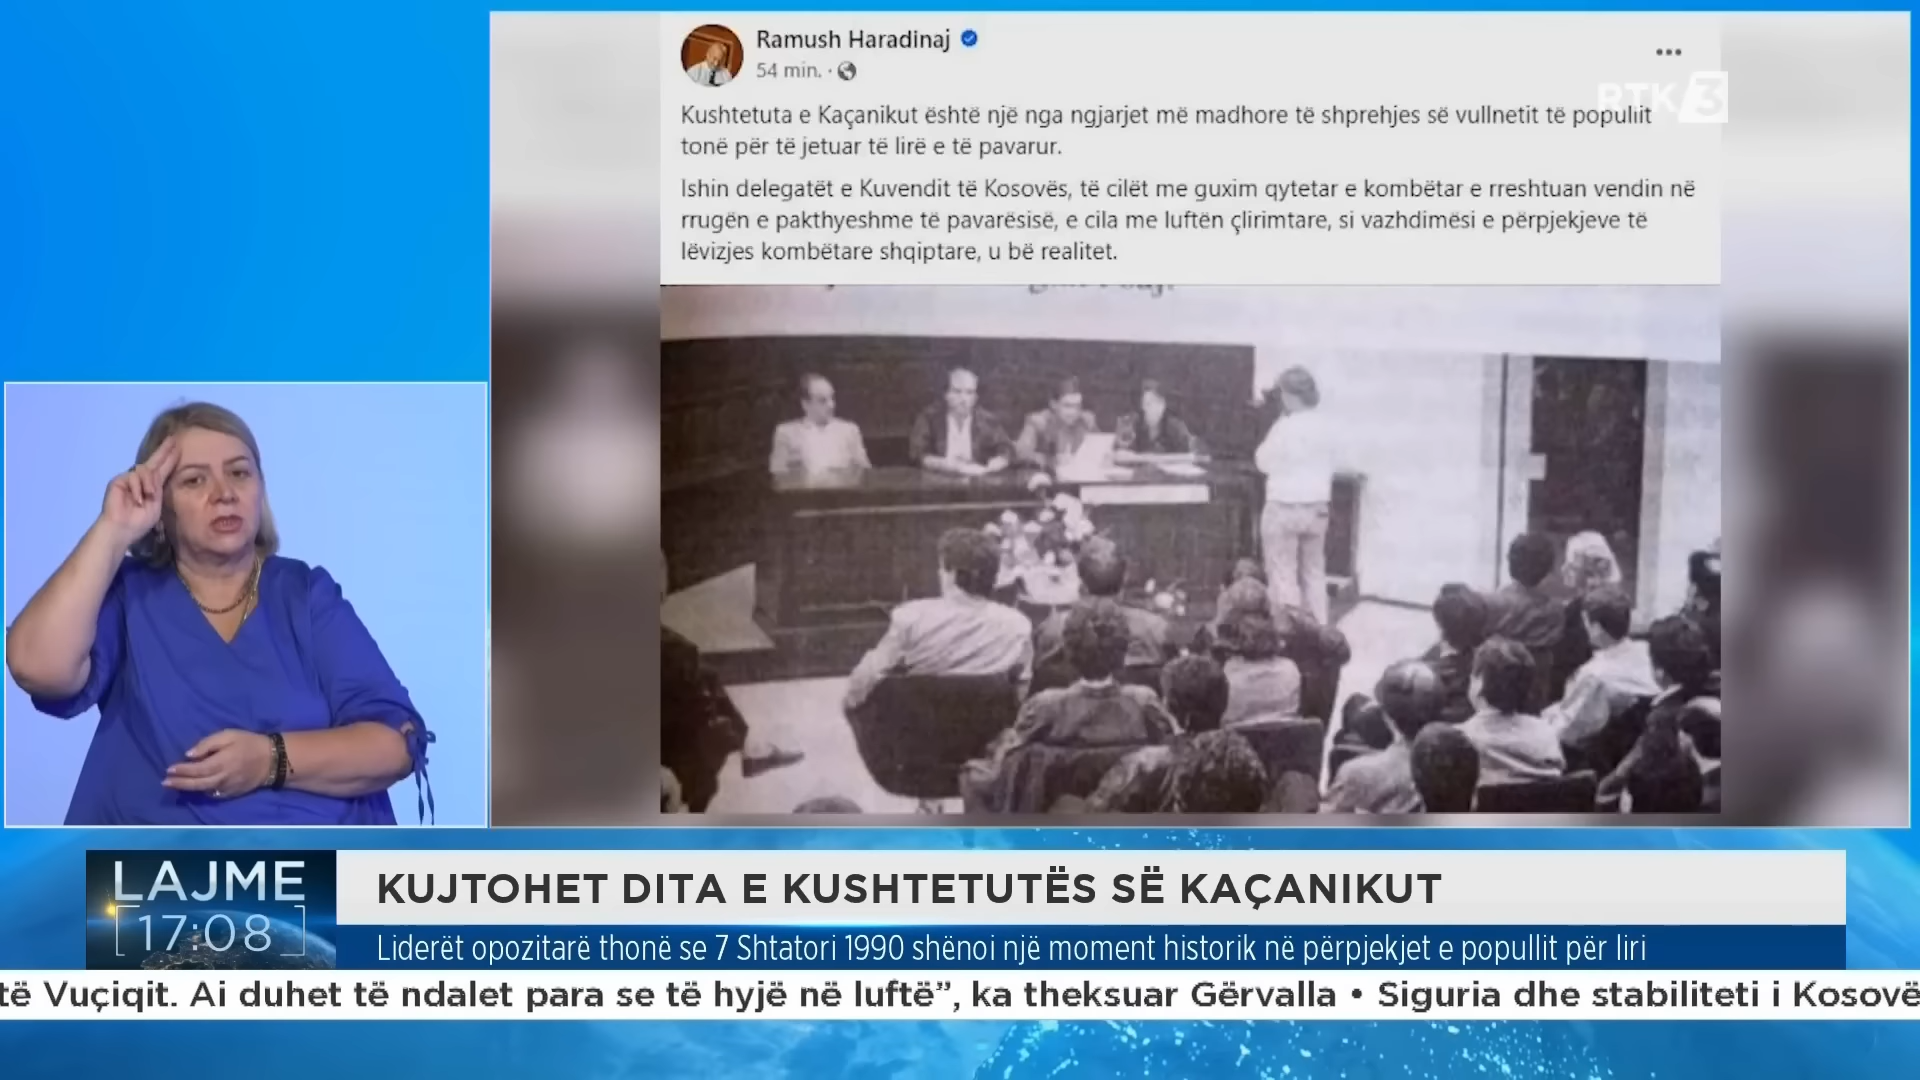 Ramush Haradinaj
54 min.
RTK 3
Kushtetuta e Kaçanikut është një nga ngjarjet më madhore të shprehjes së vullnetit të popullit
tonë për të jetuar të lirë e të pavarur.
Ishin delegatët e Kuvendit të Kosovës, të cilët me guxim qytetar e kombëtar e rreshtuan vendin në
rrugën e pakthyeshme të pavarësisë, e cila me luftën çlirimtare, si vazhdimësi e përpjekjeve të
lëvizjes kombëtare shqiptare, u bë realitet.
LAJME
17:08
KUJTOHET DITA E KUSHTETUTËS SË KAÇANIKUT
Liderët opozitarë thonë se 7 Shtatori 1990 shënoi një moment historik në përpjekjet e popullit për liri
të Vuçiqit. Ai duhet të ndalet para se të hyjë në luftë”, ka theksuar Gërvalla • Siguria dhe stabiliteti i Kosovë